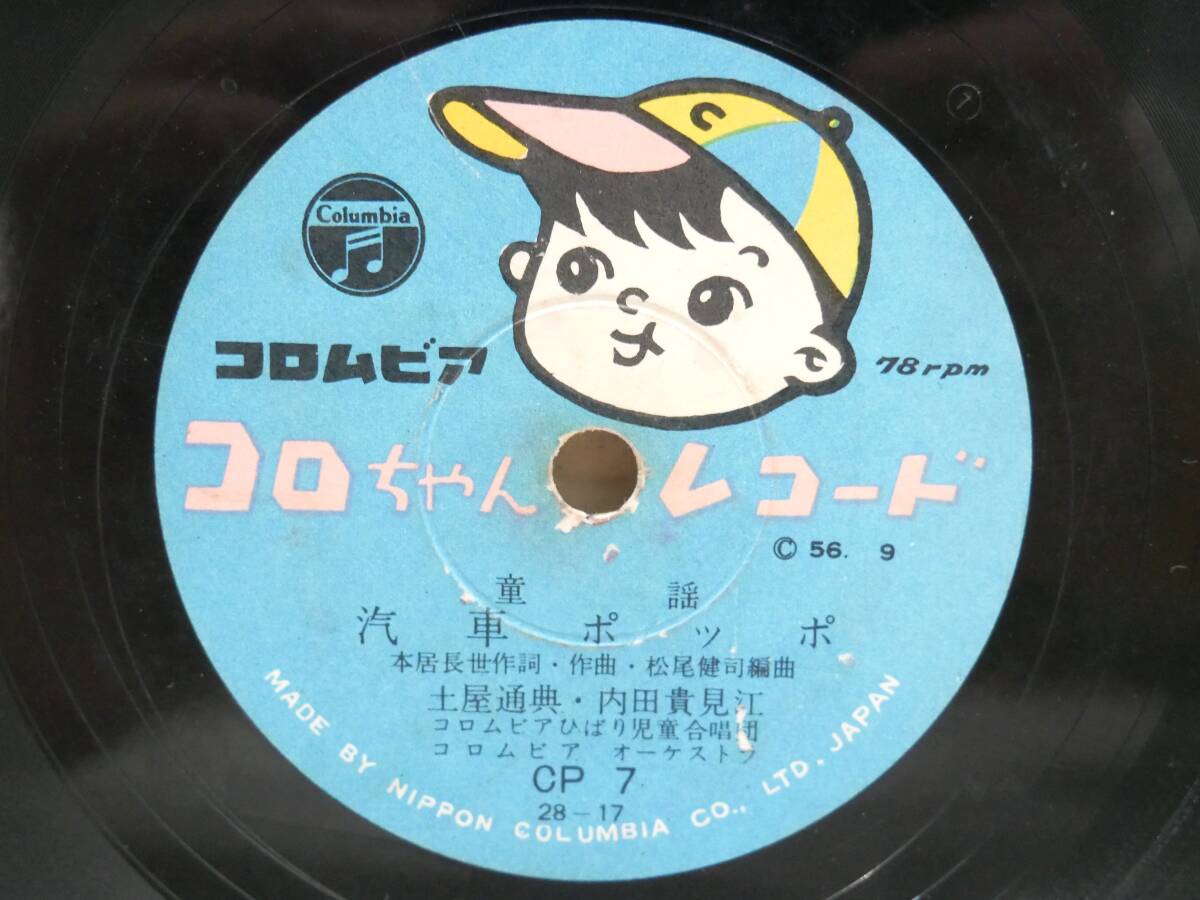 C
Columbia
コロムビア
78 rpm
コロちゃん レコード
Ⓒ 56. 9
童謡
汽車ポッポ
本居長世作詞・作曲・松尾健司編曲
土屋通典・内田貴見江
コロムビアひばり児童合唱団
コロムビア オーケストラ
CP 7
28-17
MADE BY NIPPON COLUMBIA CO., LTD., JAPAN